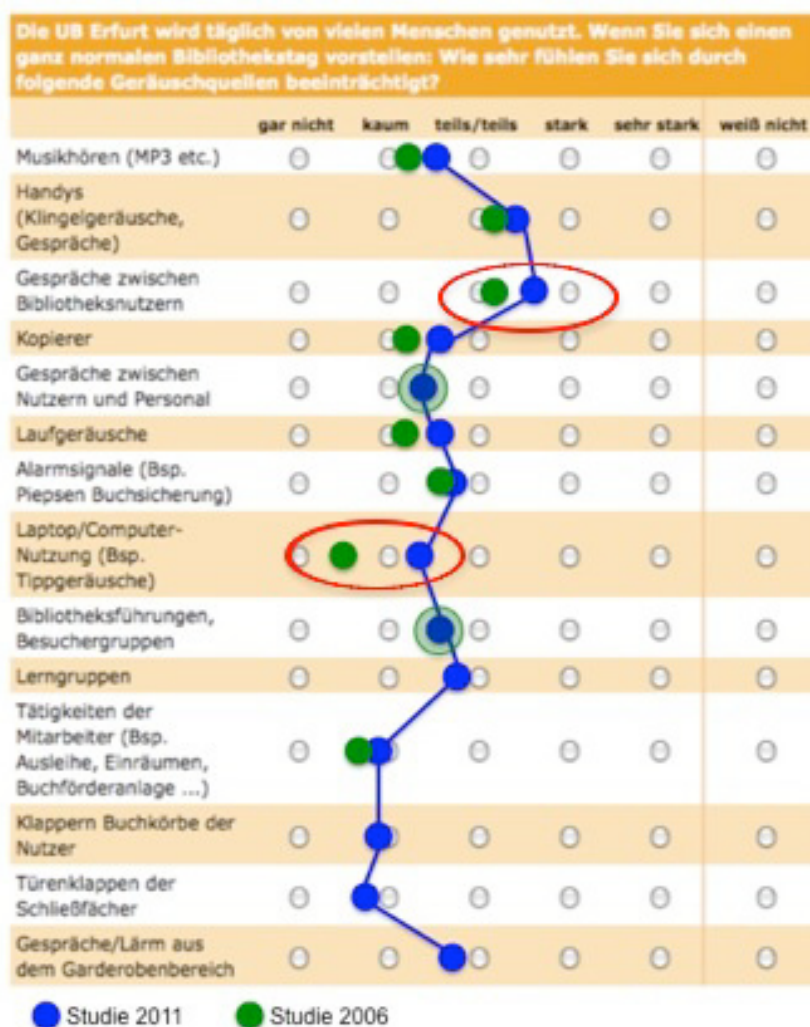 Die UB Erfurt wird täglich von vielen Menschen genutzt. Wenn Sie sich einen
ganz normalen Bibliothekstag vorstellen: Wie sehr fühlen Sie sich durch
folgende Geräuschquellen beeinträchtigt?
gar nicht kaum teils/teils stark sehr stark weiß nicht
Musikhören (MP3 etc.)
Handys
(Klingelgeräusche,
Gespräche)
Gespräche zwischen
Bibliotheksnutzern
Kopierer
Gespräche zwischen
Nutzern und Personal
Laufgeräusche
Alarmsignale (Bsp.
Piepsen Buchsicherung)
Laptop/Computer-
Nutzung (Bsp.
Tippgeräusche)
Bibliotheksführungen,
Besuchergruppen
Lerngruppen
Tätigkeiten der
Mitarbeiter (Bsp.
Ausleihe, Einräumen,
Buchförderanlage ...)
Klappern Buchkörbe der
Nutzer
Türenklappen der
Schließfächer
Gespräche/Lärm aus
dem Garderobenbereich
Studie 2011 Studie 2006